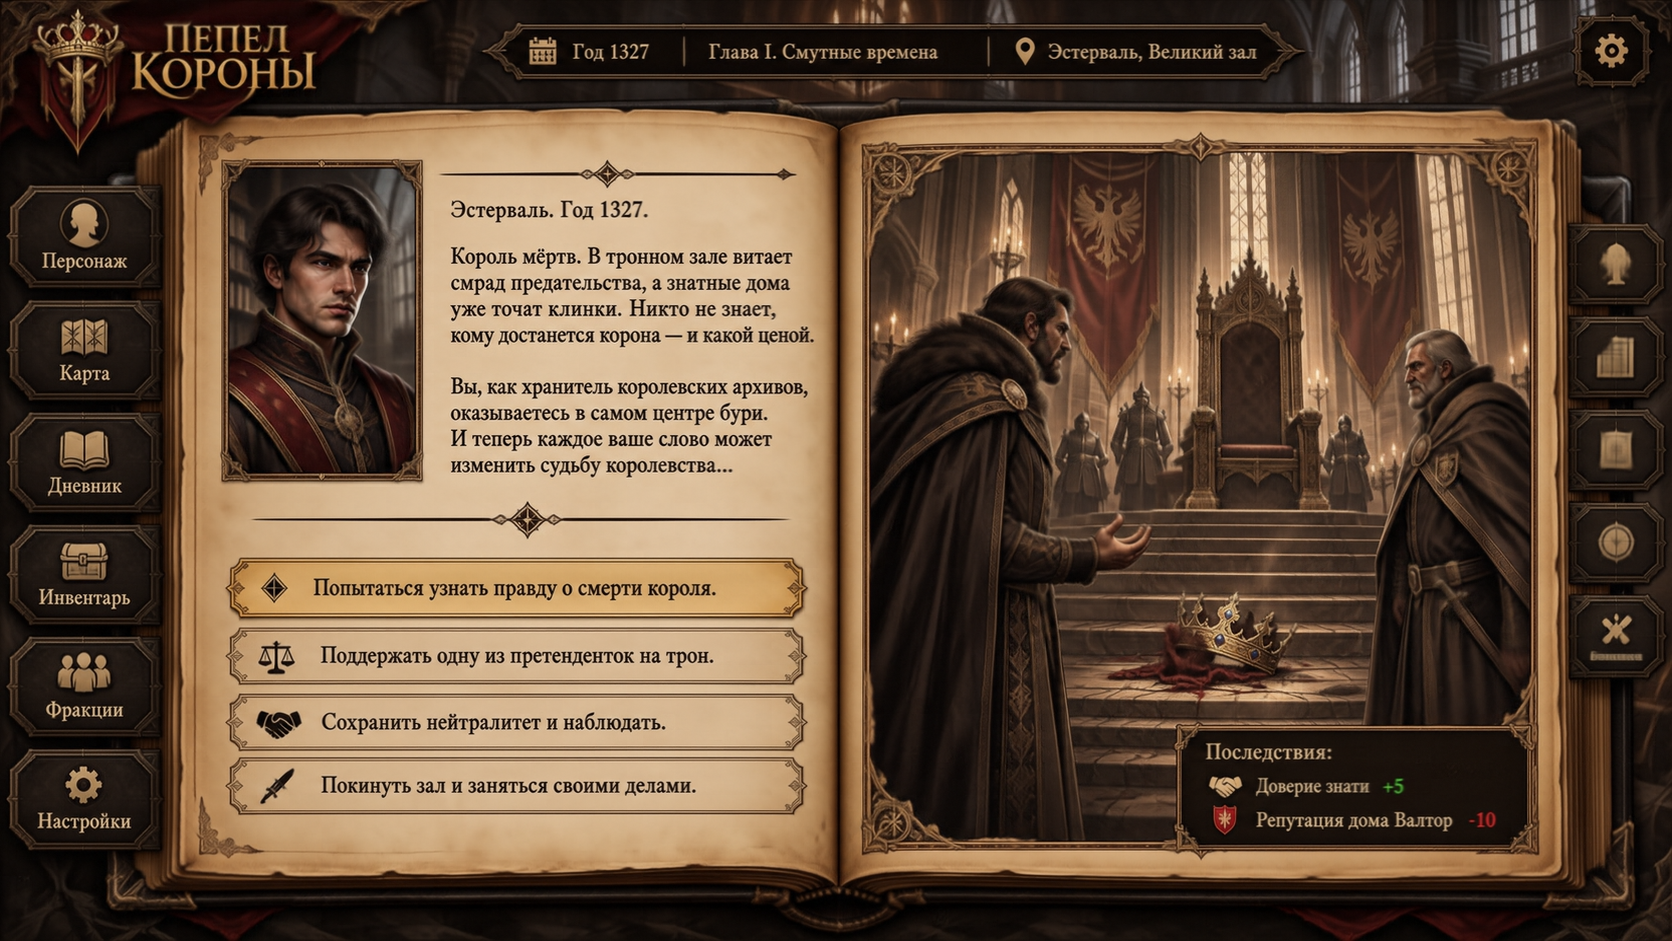 ПЕПЕЛ
КОРОНЫ
Год 1327
Глава I. Смутные времена
Эстерваль, Великий зал
Персонаж
Карта
Дневник
Инвентарь
Фракции
Настройки
Эстерваль. Год 1327.
Король мёртв. В тронном зале витает
смрад предательства, а знатные дома
уже точат клинки. Никто не знает,
кому достанется корона — и какой ценой.
Вы, как хранитель королевских архивов,
оказываетесь в самом центре бури.
И теперь каждое ваше слово может
изменить судьбу королевства...
Попытаться узнать правду о смерти короля.
Поддержать одну из претенденток на трон.
Сохранить нейтралитет и наблюдать.
Покинуть зал и заняться своими делами.
Последствия:
Доверие знати +5
Репутация дома Валтор -10